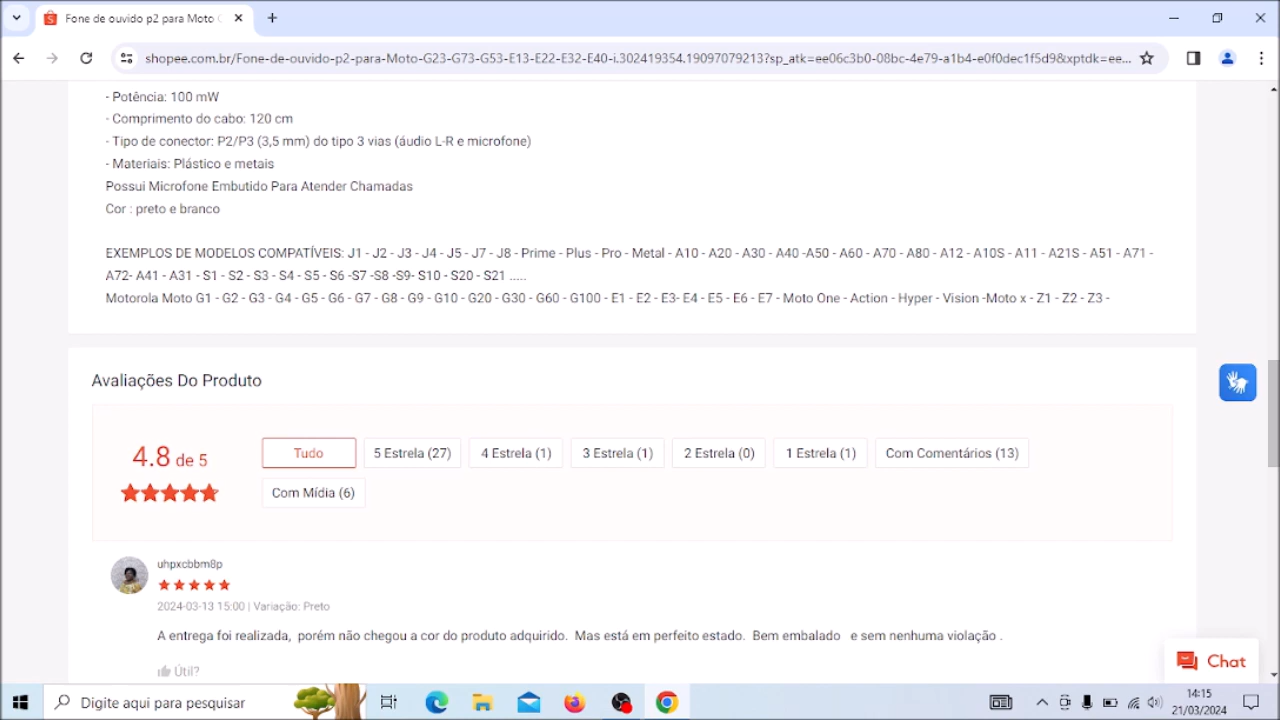 Fone de ouvido p2 para Moto
shopee.com.br/Fone-de-ouvido-p2-para-Moto-G23-G73-G53-E13-E22-E32-E40-i.302419354.19097079213?sp_atk=ee06c3b0-08bc-4e79-a1b4-e0f0dec1f5d9&xptdk=ee...
- Potência: 100 mW
- Comprimento do cabo: 120 cm
- Tipo de conector: P2/P3 (3,5 mm) do tipo 3 vias (áudio L-R e microfone)
- Materiais: Plástico e metais
Possui Microfone Embutido Para Atender Chamadas
Cor : preto e branco
EXEMPLOS DE MODELOS COMPATÍVEIS: J1 - J2 - J3 - J4 - J5 - J7 - J8 - Prime - Plus - Pro - Metal - A10 - A20 - A30 - A40 -A50 - A60 - A70 - A80 - A12 - A10S - A11 - A21S - A51 - A71 -
A72- A41 - A31 - S1 - S2 - S3 - S4 - S5 - S6 -S7 -S8 -S9- S10 - S20 - S21 .....
Motorola Moto G1 - G2 - G3 - G4 - G5 - G6 - G7 - G8 - G9 - G10 - G20 - G30 - G60 - G100 - E1 - E2 - E3- E4 - E5 - E6 - E7 - Moto One - Action - Hyper - Vision -Moto x - Z1 - Z2 - Z3 -
Avaliações Do Produto
4.8 de 5
Tudo
5 Estrela (27)
4 Estrela (1)
3 Estrela (1)
2 Estrela (0)
1 Estrela (1)
Com Comentários (13)
Com Mídia (6)
uhpxcbbm8p
2024-03-13 15:00 | Variação: Preto
A entrega foi realizada, porém não chegou a cor do produto adquirido. Mas está em perfeito estado. Bem embalado e sem nenhuma violação .
Útil?
Chat
Digite aqui para pesquisar
14:15
21/03/2024